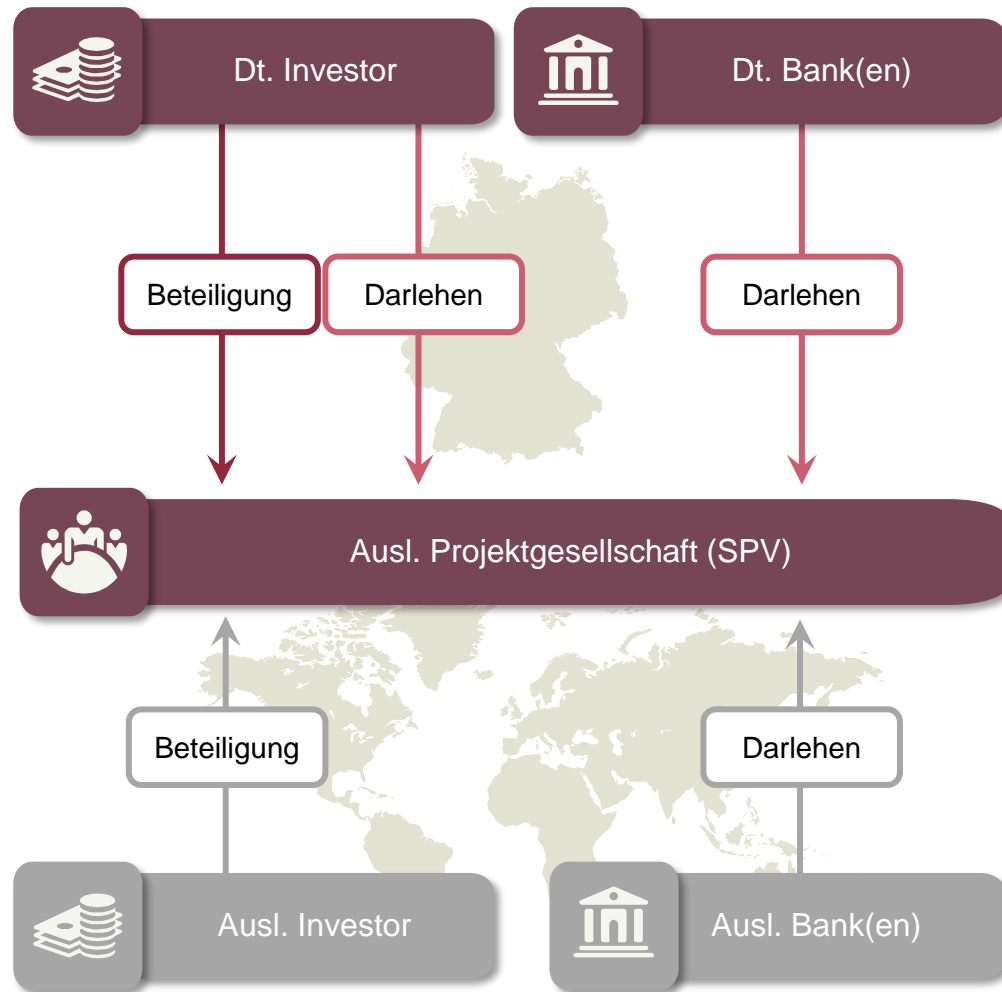 Dt. Investor
Dt. Bank(en)
Beteiligung
Darlehen
Darlehen
Ausl. Projektgesellschaft (SPV)
Beteiligung
Darlehen
Ausl. Investor
Ausl. Bank(en)